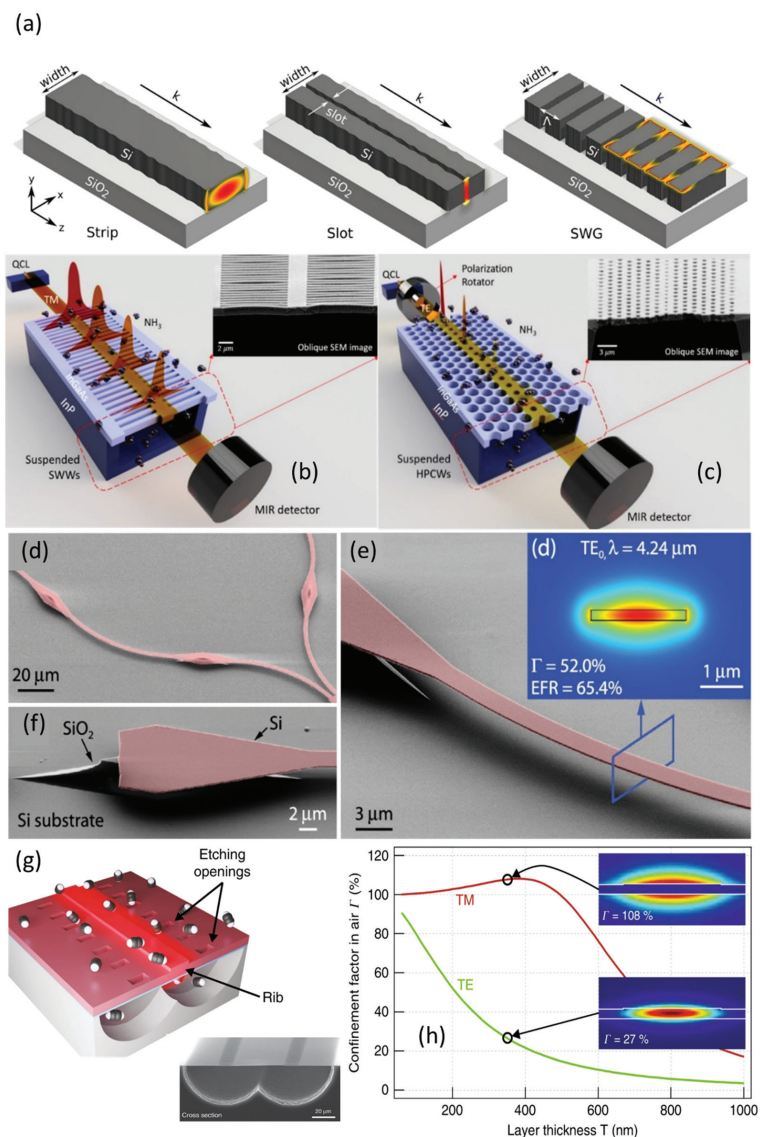 (a)
width
k
Si
SiO2
y
x
z
Strip
width
k
slot
Si
SiO2
Slot
width
k
Λ
Si
SiO2
SWG
QCL
TM
NH3
2 μm
Oblique SEM image
InGaAs
InP
Suspended
SWWs
(b)
MIR detector
QCL
TE
Polarization
Rotator
NH3
3 μm
Oblique SEM image
InGaAs
InP
Suspended
HPCWs
(c)
MIR detector
(d)
20 μm
(e)
(d)
TE0, λ = 4.24 μm
Γ = 52.0%
EFR = 65.4%
1 μm
3 μm
(f)
SiO2
Si
Si substrate
2 μm
(g)
Etching
openings
Rib
Cross section
20 μm
Confinement factor in air Γ (%)
120
100
80
60
40
20
0
TM
TE
Γ = 108 %
Γ = 27 %
(h)
200
400
600
800
1000
Layer thickness T (nm)